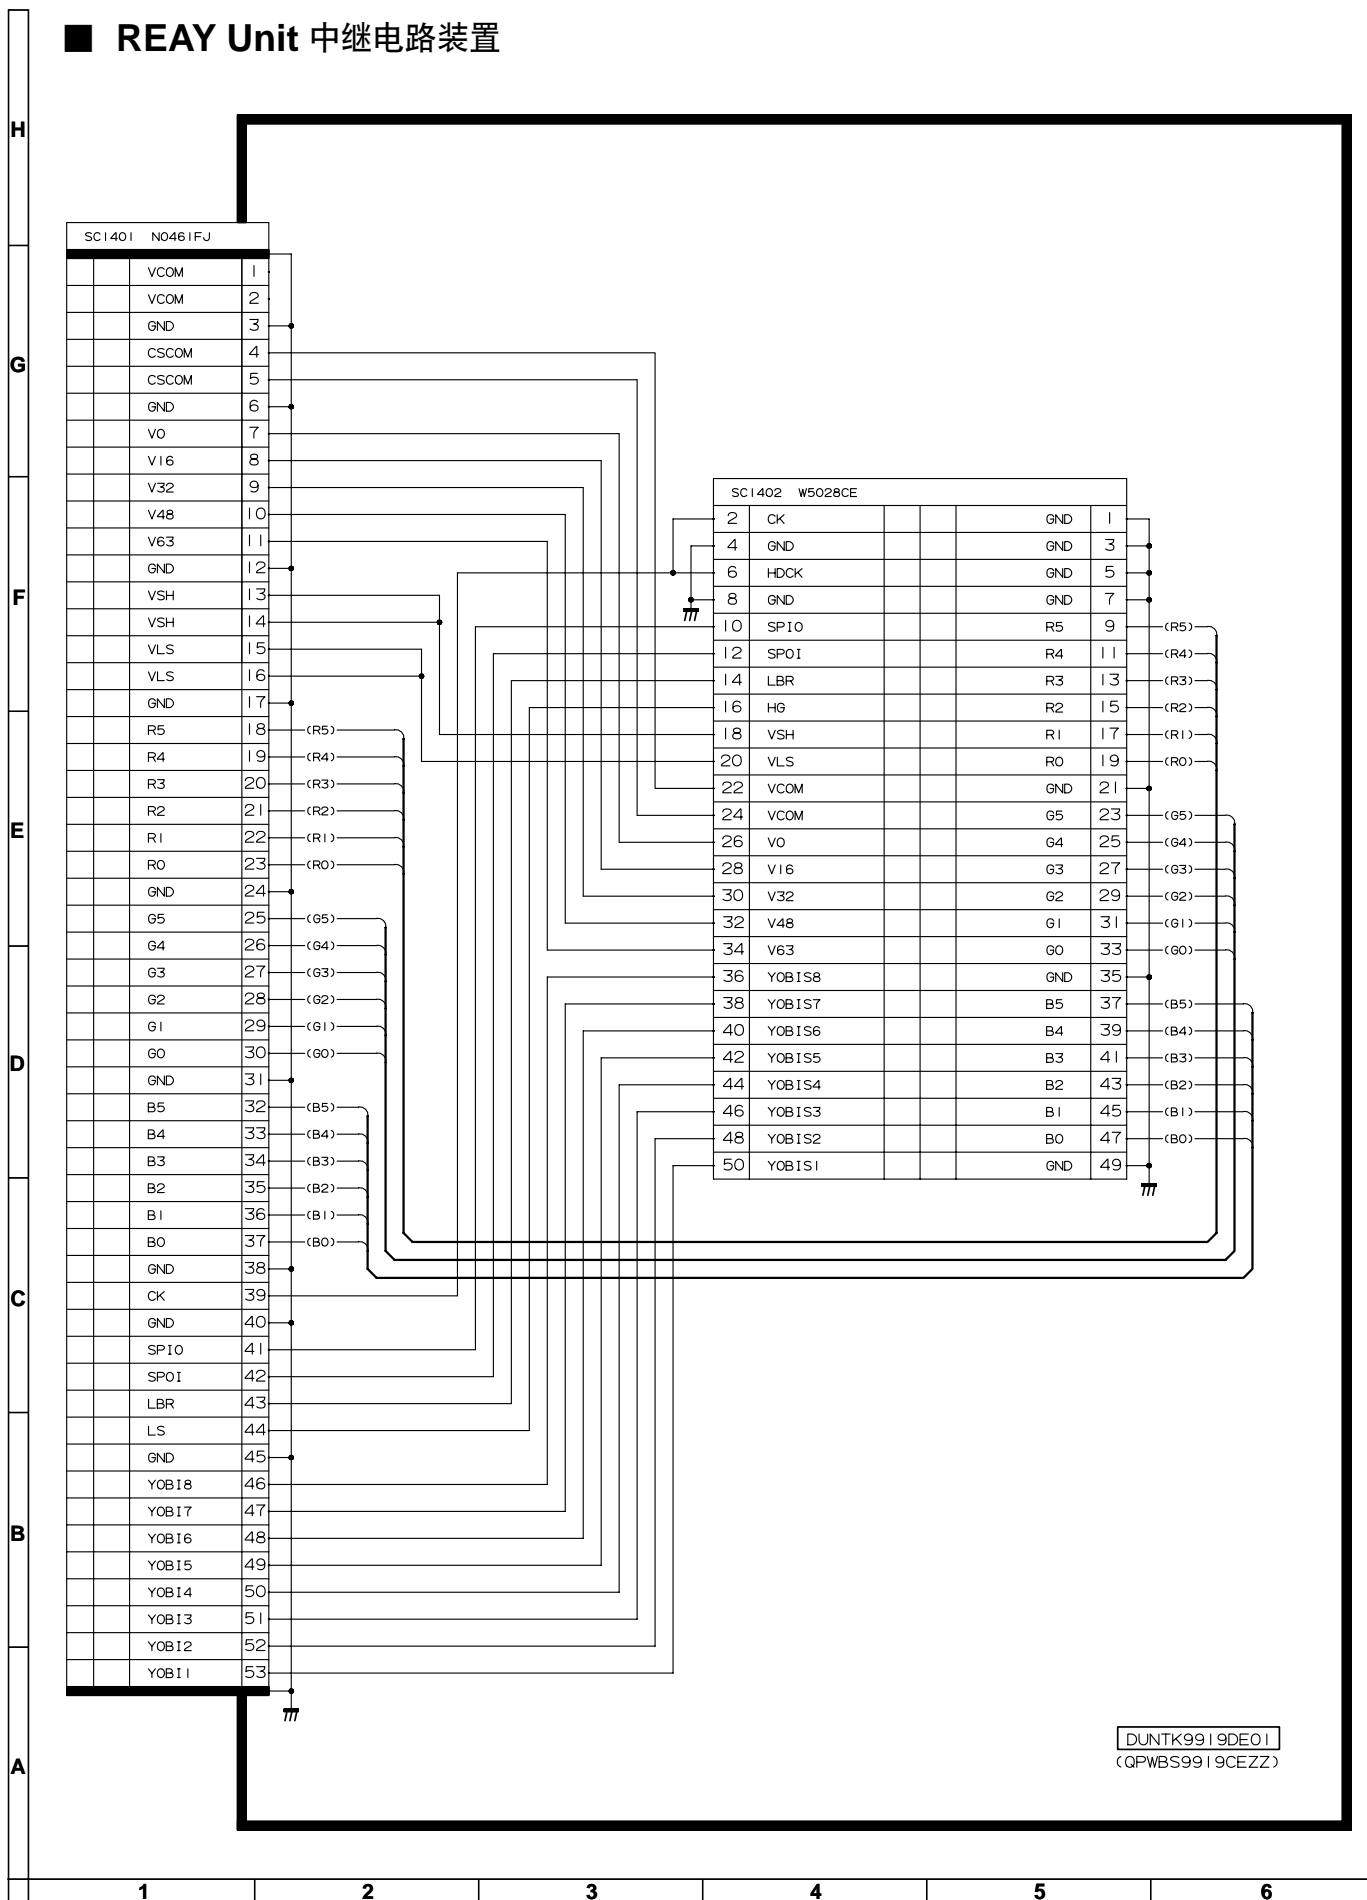 ■ REAY Unit 中继电路装置
H
G
F
E
D
C
B
A
SC1401 N0461FJ
VCOM 1
VCOM 2
GND 3
CSCOM 4
CSCOM 5
GND 6
V0 7
V16 8
V32 9
V48 10
V63 11
GND 12
VSH 13
VSH 14
VLS 15
VLS 16
GND 17
R5 18 (R5)
R4 19 (R4)
R3 20 (R3)
R2 21 (R2)
R1 22 (R1)
R0 23 (R0)
GND 24
G5 25 (G5)
G4 26 (G4)
G3 27 (G3)
G2 28 (G2)
G1 29 (G1)
G0 30 (G0)
GND 31
B5 32 (B5)
B4 33 (B4)
B3 34 (B3)
B2 35 (B2)
B1 36 (B1)
B0 37 (B0)
GND 38
CK 39
GND 40
SPIO 41
SPOI 42
LBR 43
LS 44
GND 45
YOBI8 46
YOBI7 47
YOBI6 48
YOBI5 49
YOBI4 50
YOBI3 51
YOBI2 52
YOBI1 53
SC1402 W5028CE
2 CK GND 1
4 GND GND 3
6 HDCK GND 5
8 GND GND 7
10 SPIO R5 9 (R5)
12 SPOI R4 11 (R4)
14 LBR R3 13 (R3)
16 HG R2 15 (R2)
18 VSH R1 17 (R1)
20 VLS R0 19 (R0)
22 VCOM GND 21
24 VCOM G5 23 (G5)
26 V0 G4 25 (G4)
28 V16 G3 27 (G3)
30 V32 G2 29 (G2)
32 V48 G1 31 (G1)
34 V63 G0 33 (G0)
36 YOBIS8 GND 35
38 YOBIS7 B5 37 (B5)
40 YOBIS6 B4 39 (B4)
42 YOBIS5 B3 41 (B3)
44 YOBIS4 B2 43 (B2)
46 YOBIS3 B1 45 (B1)
48 YOBIS2 B0 47 (B0)
50 YOBIS1 GND 49
DUNTK9919DE01
(QPWBS9919CEZZ)
1 2 3 4 5 6